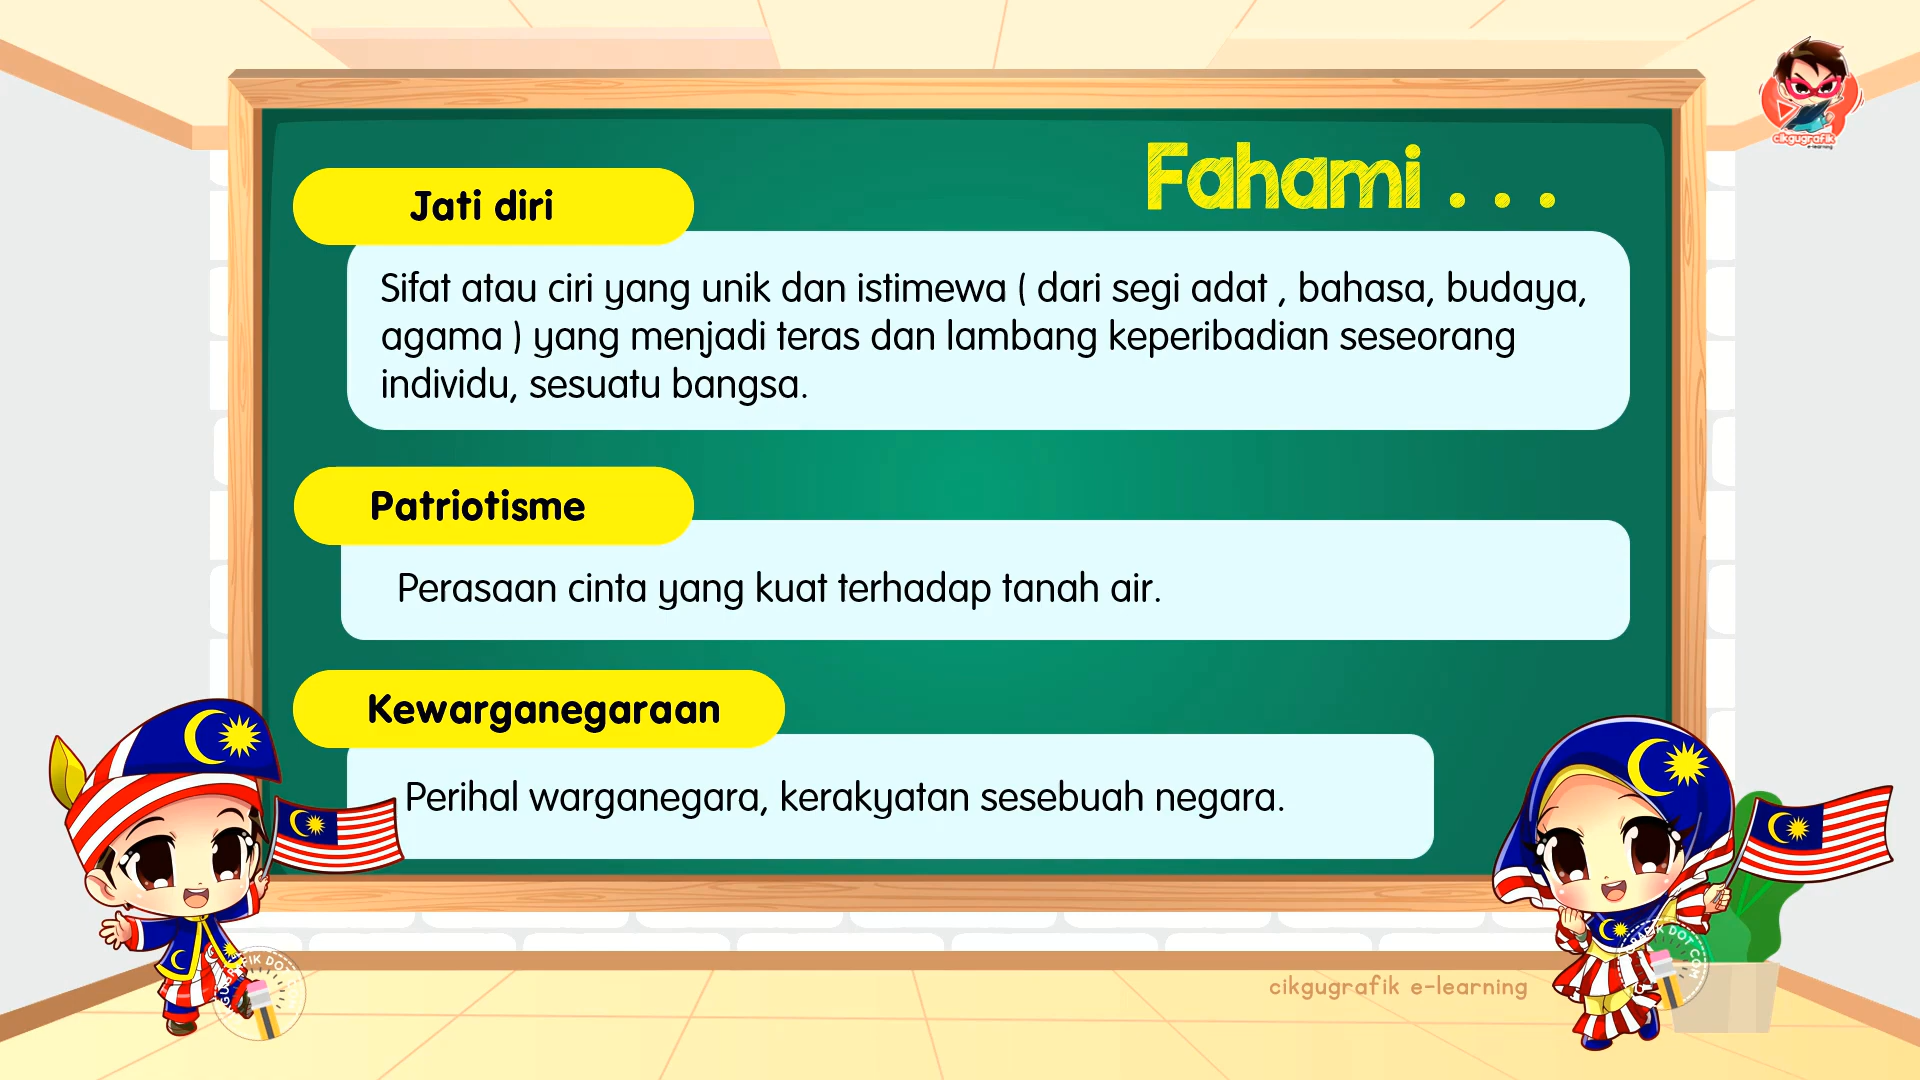 Fahami . . .
Jati diri
Sifat atau ciri yang unik dan istimewa ( dari segi adat , bahasa, budaya,
agama ) yang menjadi teras dan lambang keperibadian seseorang
individu, sesuatu bangsa.
Patriotisme
Perasaan cinta yang kuat terhadap tanah air.
Kewarganegaraan
Perihal warganegara, kerakyatan sesebuah negara.
cikgugrafik e-learning
cikgugrafik
e-learning